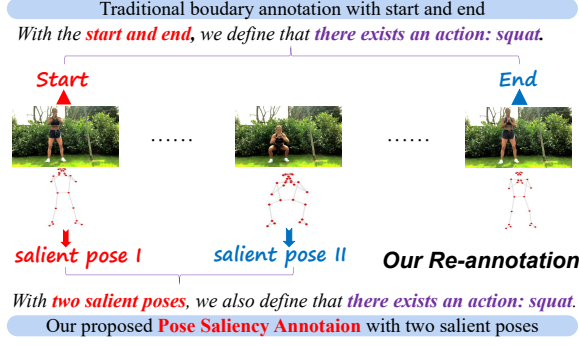 Traditional boudary annotation with start and end
With the start and end, we define that there exists an action: squat.
Start
End
......
......
salient pose I
salient pose II
Our Re-annotation
With two salient poses, we also define that there exists an action: squat.
Our proposed Pose Saliency Annotaion with two salient poses